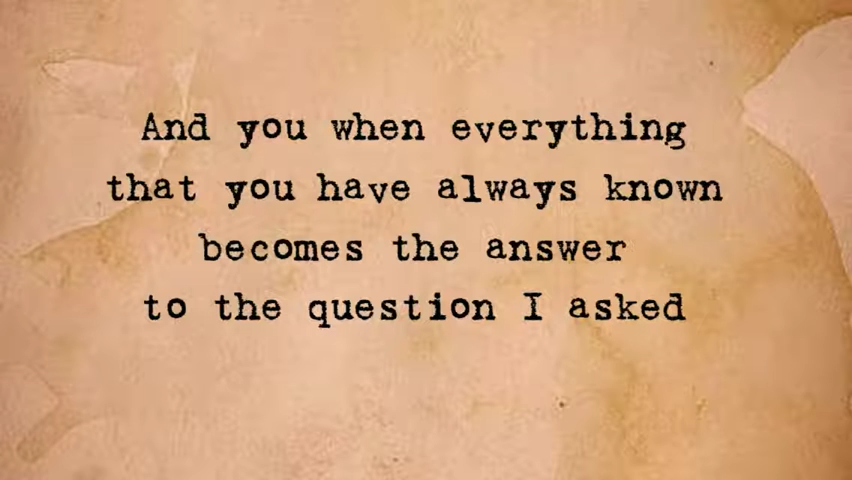 And you when everything
that you have always known
becomes the answer
to the question I asked